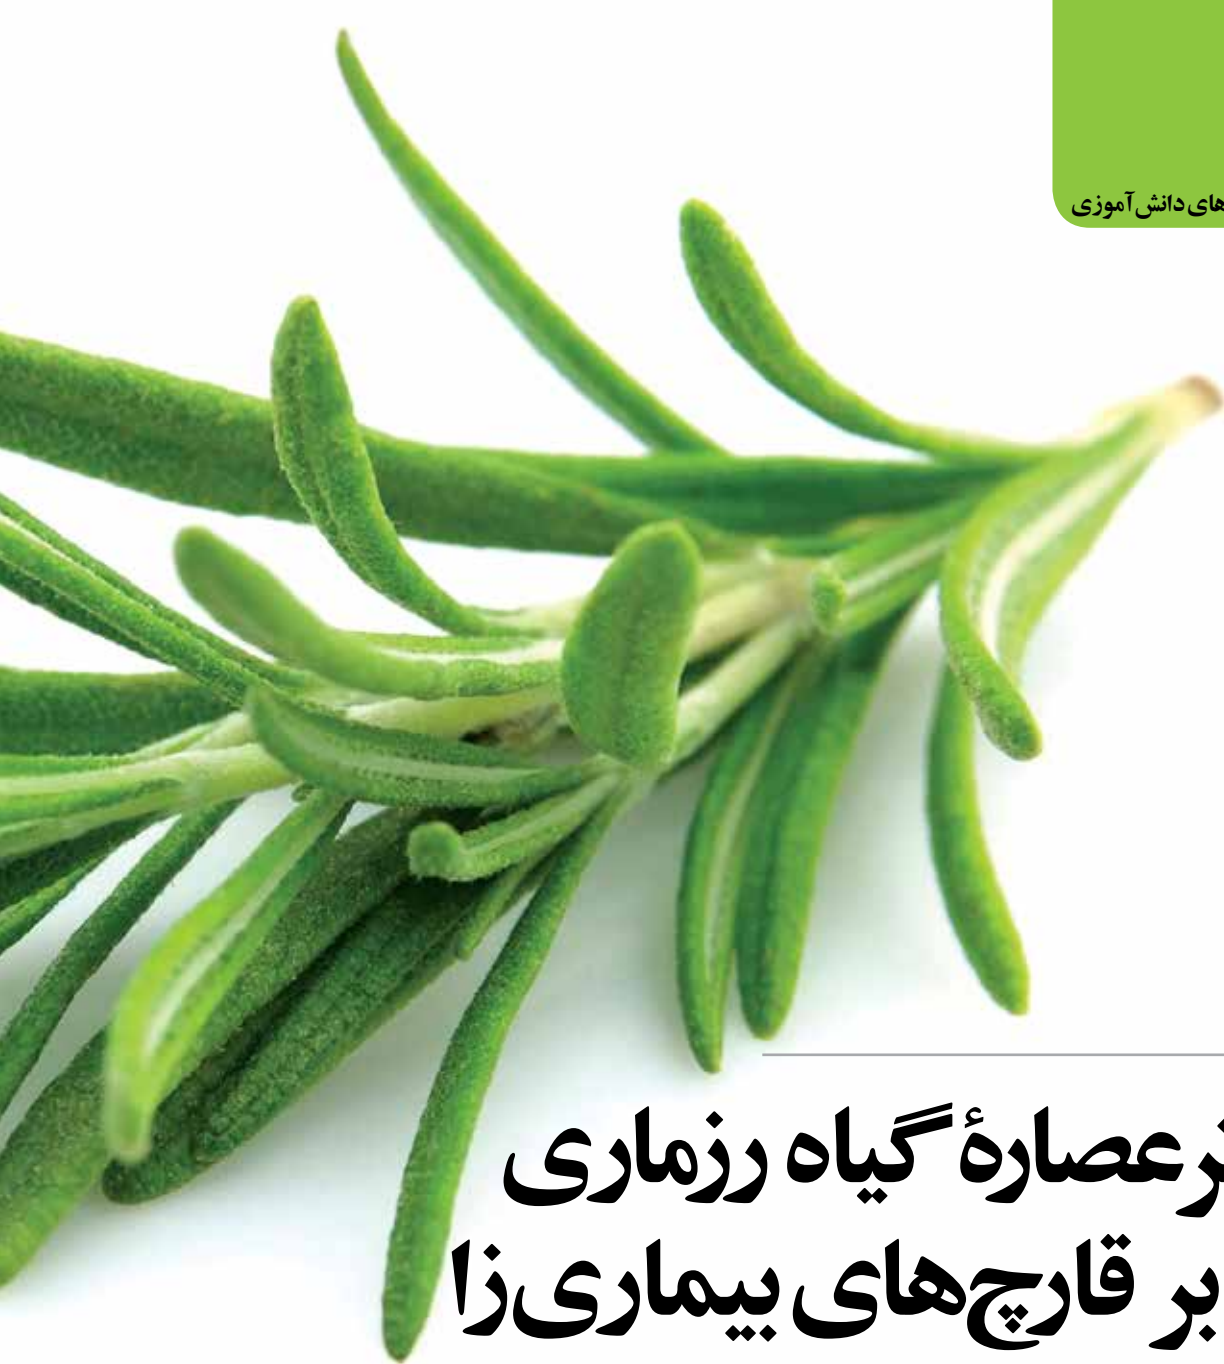 های دانش‌آموزی
عصارهٔ گیاه رزماری
بر قارچ‌های بیماری‌زا